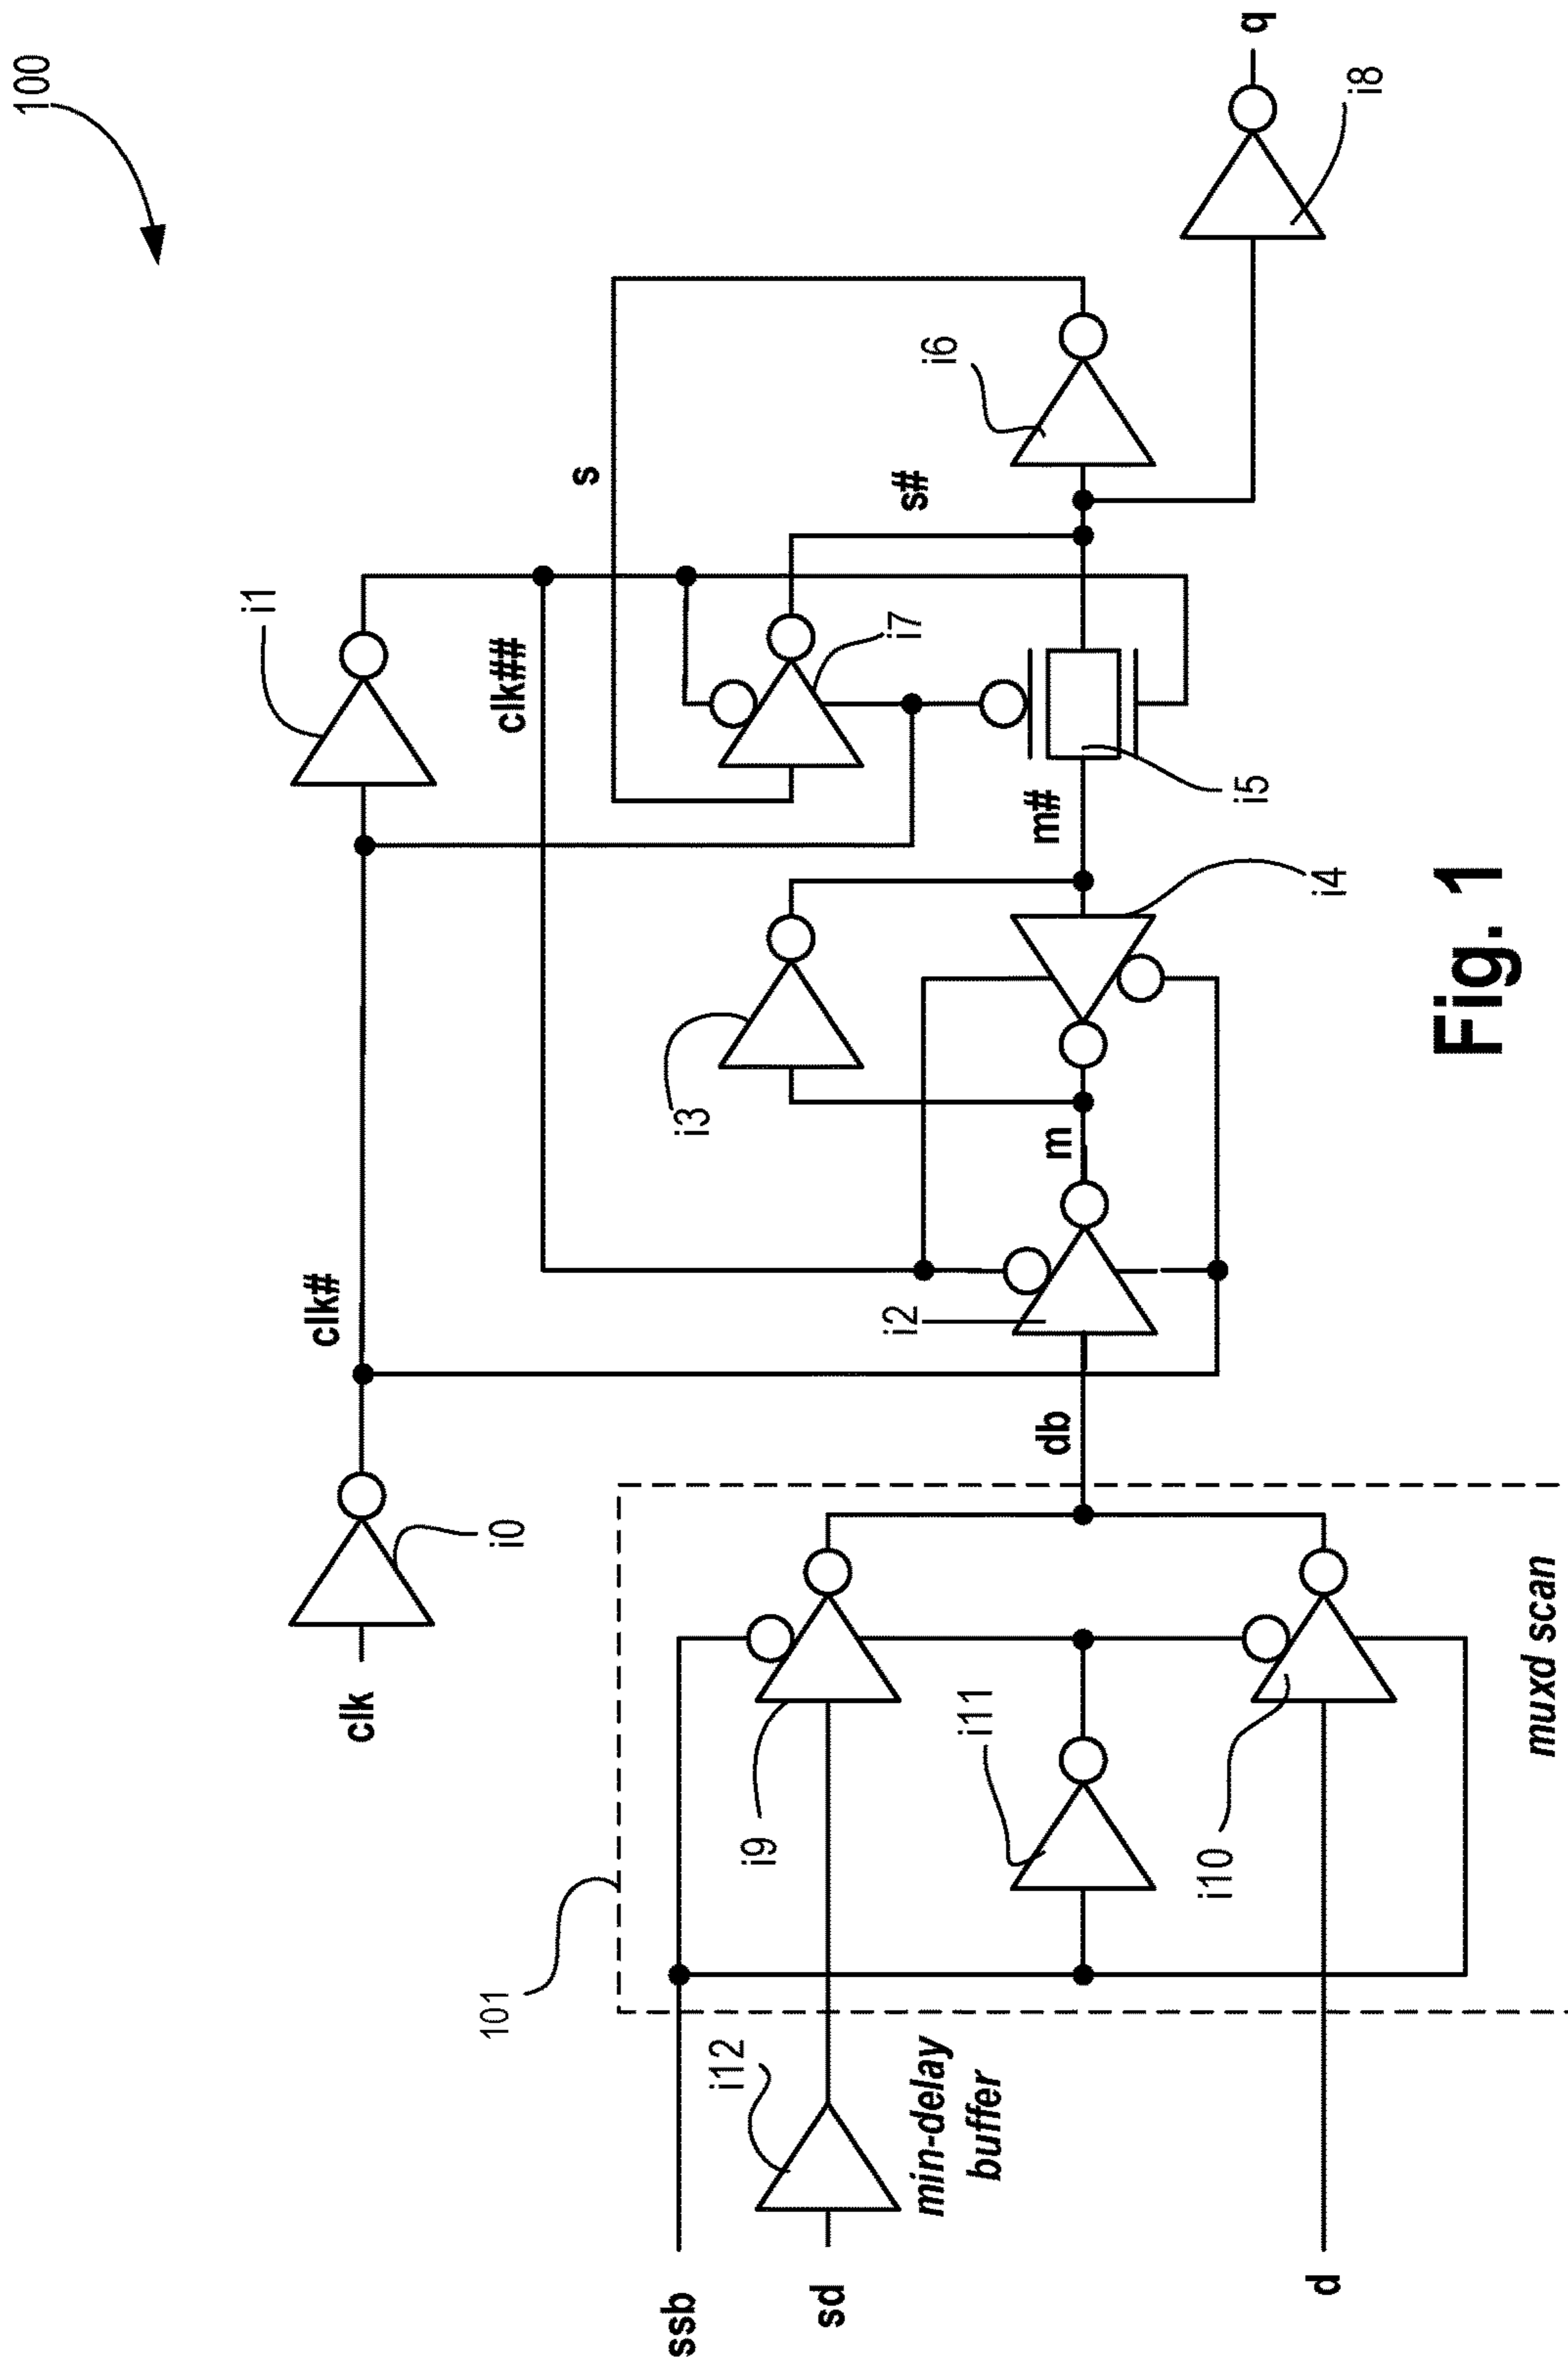 100
clk
i0
clk#
i1
clk##
s
i7
i3
s#
i6
i2
m
m#
i4
i5
i8
q
101
ssb
sd
i12
min-delay
buffer
i9
i11
i10
db
d
muxd scan
Fig. 1